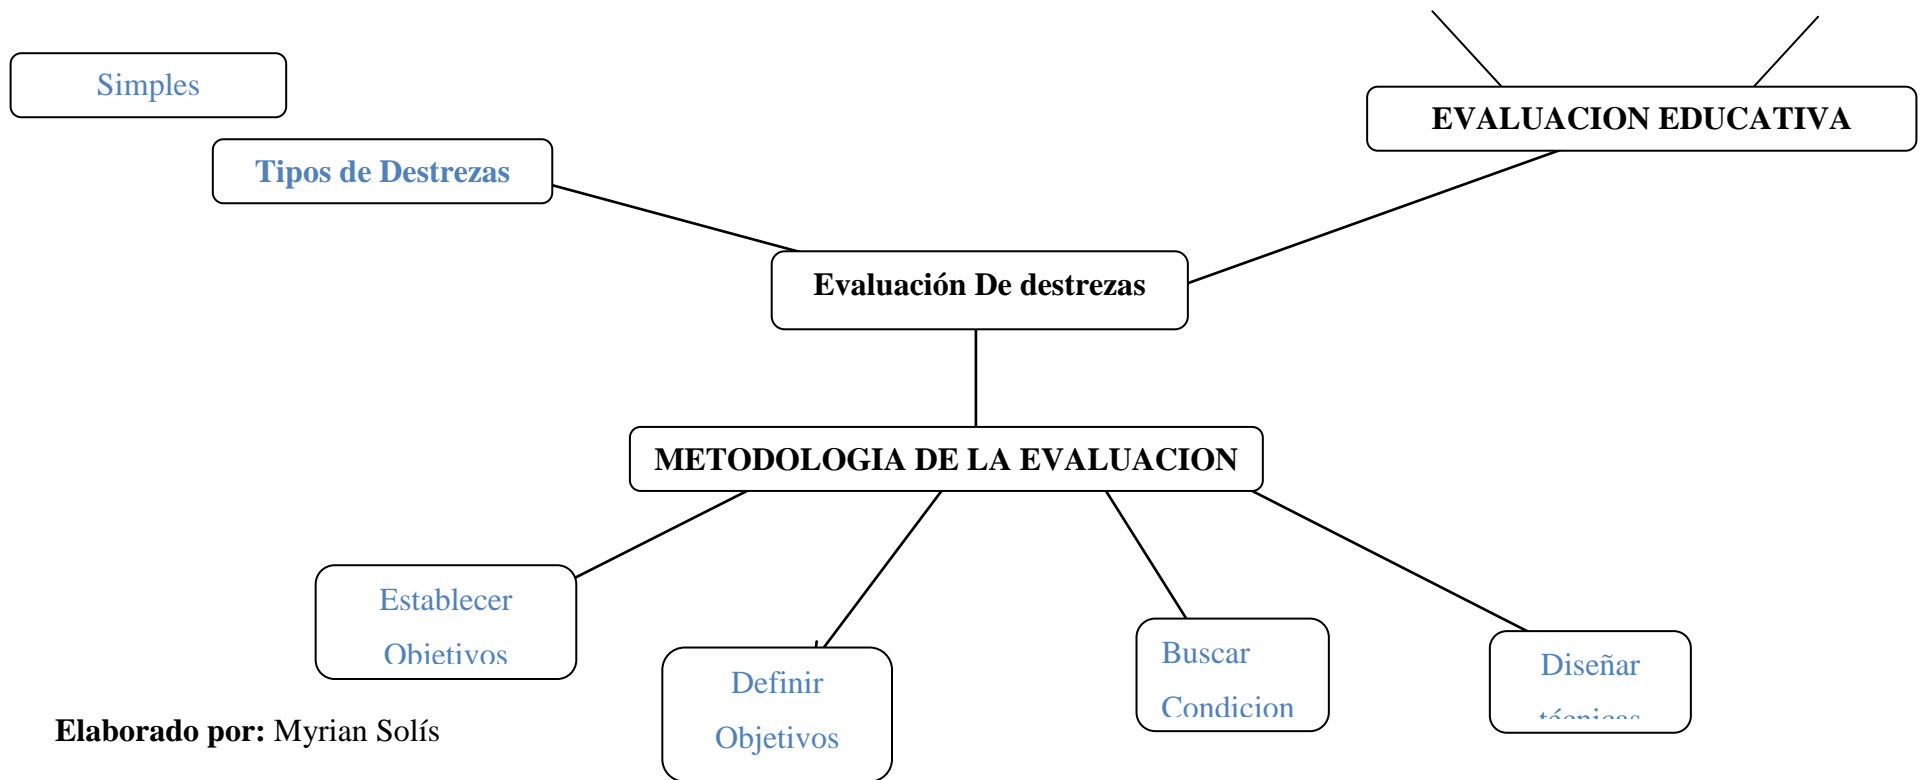 Simples
EVALUACION EDUCATIVA
Tipos de Destrezas
Evaluación De destrezas
METODOLOGIA DE LA EVALUACION
Establecer
Objetivos
Definir
Objetivos
Buscar
Condicion
Diseñar
técnicas
Elaborado por: Myrian Solís